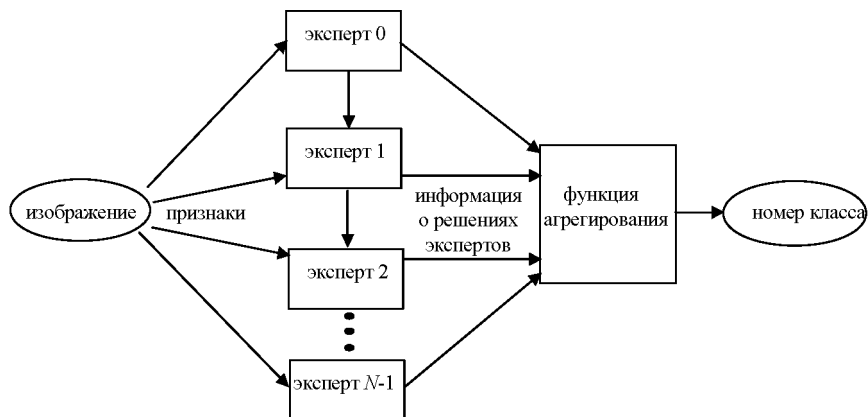 эксперт 0
эксперт 1
изображение
признаки
информация
о решениях
экспертов
функция
агрегирования
номер класса
эксперт 2
эксперт N-1